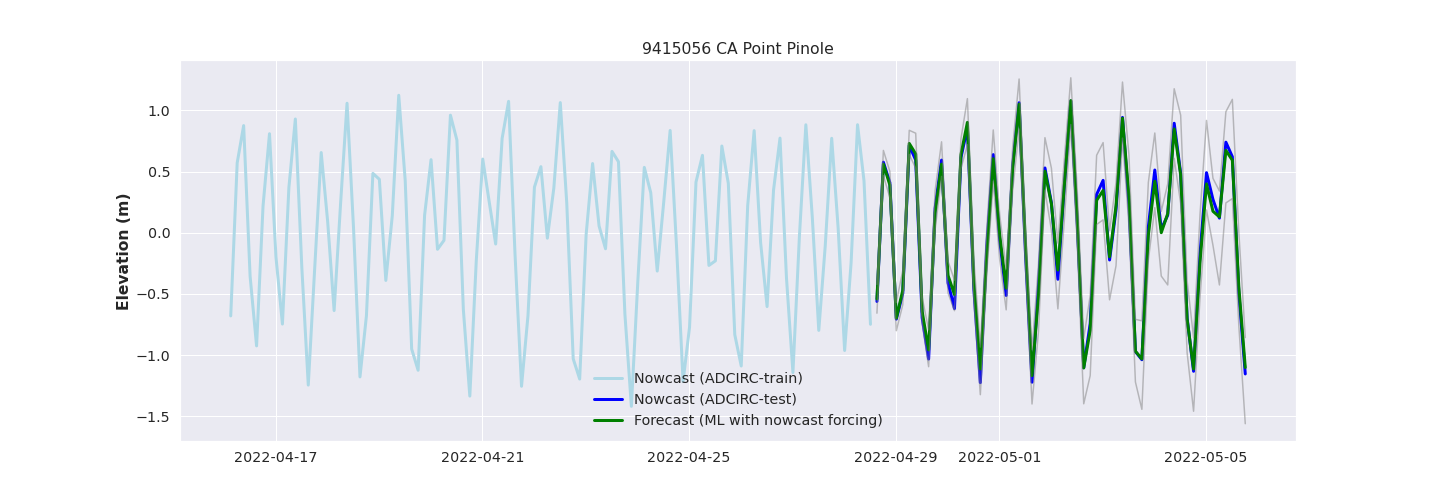 9415056 CA Point Pinole
Elevation (m)
1.0
0.5
0.0
−0.5
−1.0
−1.5
Nowcast (ADCIRC-train)
Nowcast (ADCIRC-test)
Forecast (ML with nowcast forcing)
2022-04-17 2022-04-21 2022-04-25 2022-04-29 2022-05-01 2022-05-05